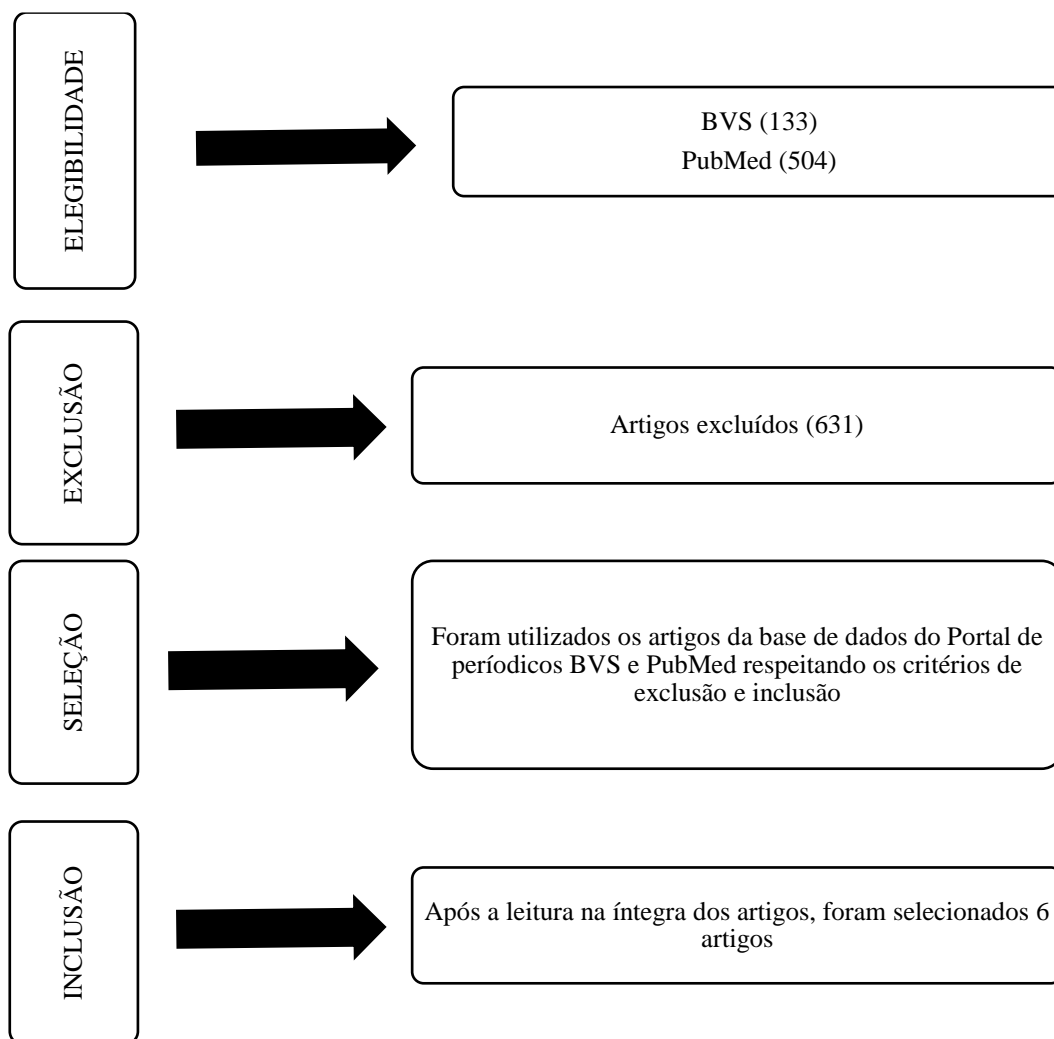 ELEGIBILIDADE
BVS (133)
PubMed (504)
EXCLUSÃO
Artigos excluídos (631)
SELEÇÃO
Foram utilizados os artigos da base de dados do Portal de
períodicos BVS e PubMed respeitando os critérios de
exclusão e inclusão
INCLUSÃO
Após a leitura na íntegra dos artigos, foram selecionados 6
artigos